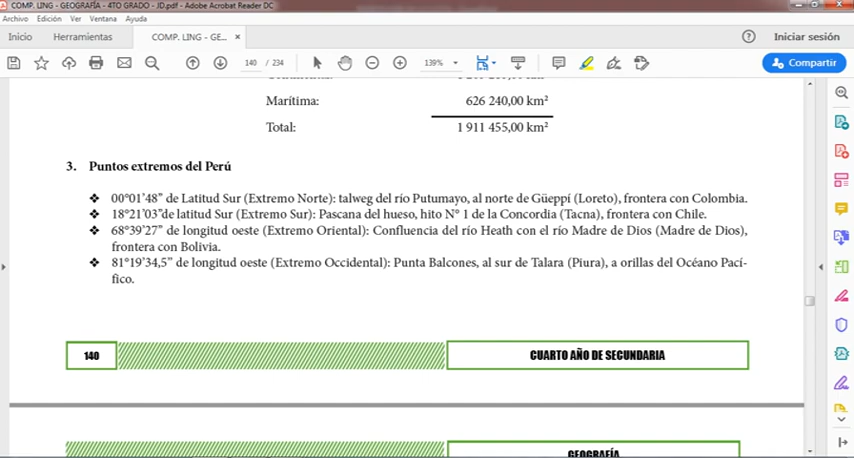 COMP. LING - GEOGRAFÍA - 4TO GRADO - JD.pdf - Adobe Acrobat Reader DC
Archivo Edición Ver Ventana Ayuda
Inicio Herramientas COMP. LING - GE... × Iniciar sesión
140 / 234 139% Compartir
Marítima: 626 240,00 km²
Total: 1 911 455,00 km²
3. Puntos extremos del Perú
❖ 00°01’48” de Latitud Sur (Extremo Norte): talweg del río Putumayo, al norte de Güeppí (Loreto), frontera con Colombia.
❖ 18°21’03”de latitud Sur (Extremo Sur): Pascana del hueso, hito N° 1 de la Concordia (Tacna), frontera con Chile.
❖ 68°39’27” de longitud oeste (Extremo Oriental): Confluencia del río Heath con el río Madre de Dios (Madre de Dios),
frontera con Bolivia.
❖ 81°19’34,5” de longitud oeste (Extremo Occidental): Punta Balcones, al sur de Talara (Piura), a orillas del Océano Pací-
fico.
140 CUARTO AÑO DE SECUNDARIA
GEOGRAFÍA